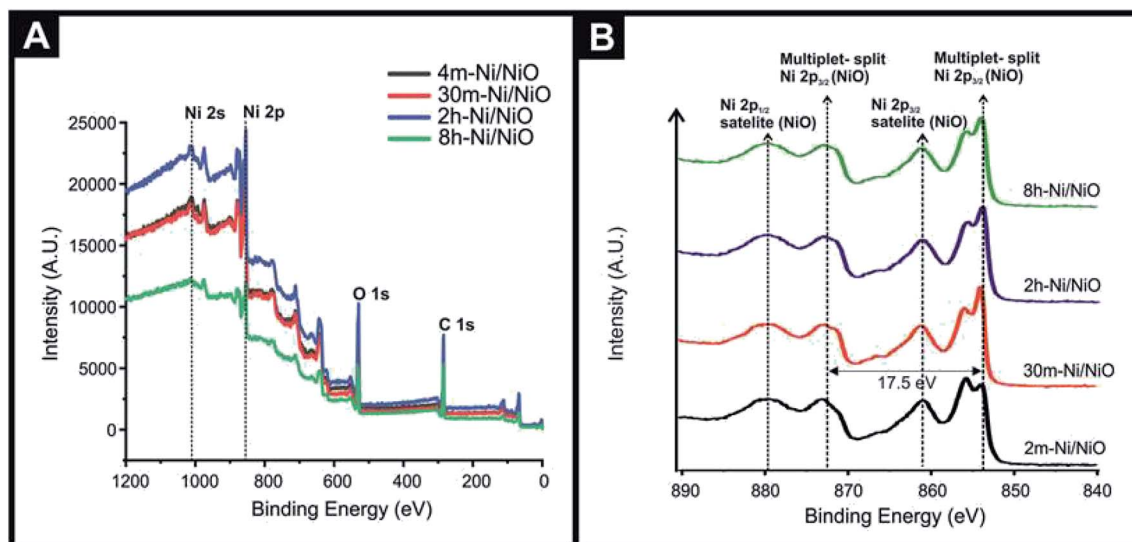 A
4m-Ni/NiO
30m-Ni/NiO
2h-Ni/NiO
8h-Ni/NiO
Ni 2s
Ni 2p
O 1s
C 1s
Intensity (A.U.)
25000
20000
15000
10000
5000
0
1200
1000
800
600
400
200
0
Binding Energy (eV)
B
Multiplet- split
Ni 2p3/2 (NiO)
Multiplet- split
Ni 2p3/2 (NiO)
Ni 2p1/2
satelite (NiO)
Ni 2p3/2
satelite (NiO)
8h-Ni/NiO
2h-Ni/NiO
30m-Ni/NiO
17.5 eV
2m-Ni/NiO
Intensity (A.U.)
890
880
870
860
850
840
Binding Energy (eV)